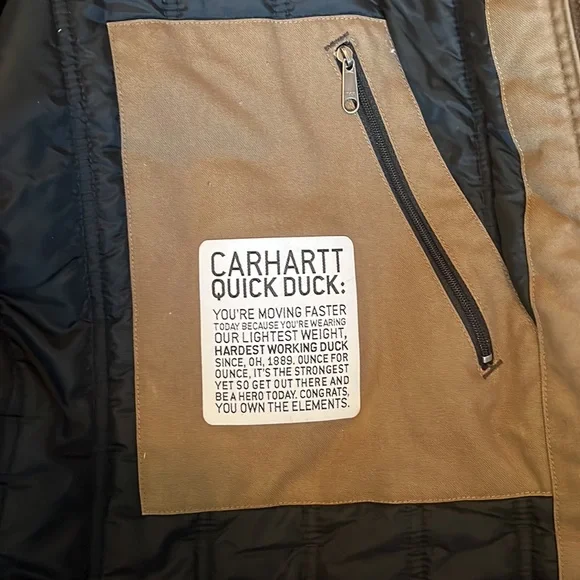 CARHARTT
QUICK DUCK:
YOU'RE MOVING FASTER
TODAY BECAUSE YOU'RE WEARING
OUR LIGHTEST WEIGHT,
HARDEST WORKING DUCK
SINCE, OH, 1889. OUNCE FOR
OUNCE, IT'S THE STRONGEST
YET SO GET OUT THERE AND
BE A HERO TODAY. CONGRATS,
YOU OWN THE ELEMENTS.